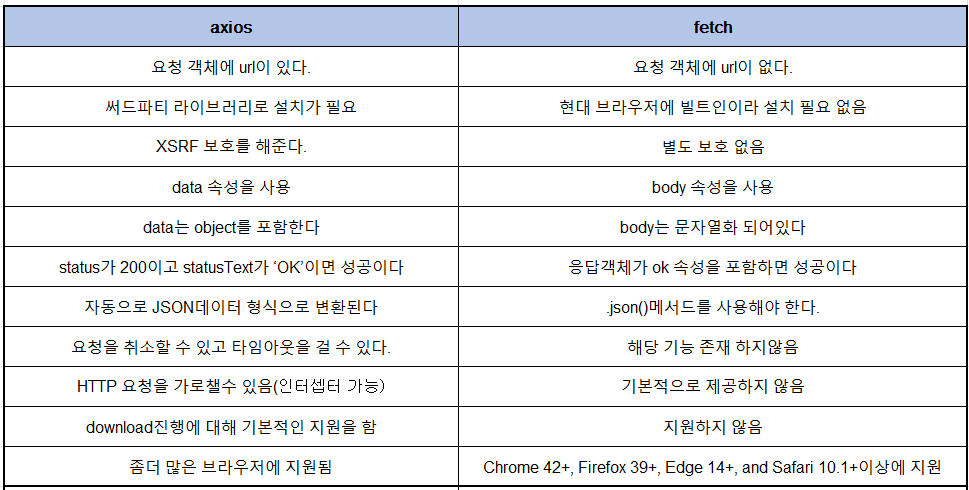 axios fetch
요청 객체에 url이 있다. 요청 객체에 url이 없다.
써드파티 라이브러리로 설치가 필요 현대 브라우저에 빌트인이라 설치 필요 없음
XSRF 보호를 해준다. 별도 보호 없음
data 속성을 사용 body 속성을 사용
data는 object를 포함한다 body는 문자열화 되어있다
status가 200이고 statusText가 ‘OK’이면 성공이다 응답객체가 ok 속성을 포함하면 성공이다
자동으로 JSON데이터 형식으로 변환된다 .json()메서드를 사용해야 한다.
요청을 취소할 수 있고 타임아웃을 걸 수 있다. 해당 기능 존재 하지않음
HTTP 요청을 가로챌수 있음(인터셉터 가능) 기본적으로 제공하지 않음
download진행에 대해 기본적인 지원을 함 지원하지 않음
좀더 많은 브라우저에 지원됨 Chrome 42+, Firefox 39+, Edge 14+, and Safari 10.1+이상에 지원